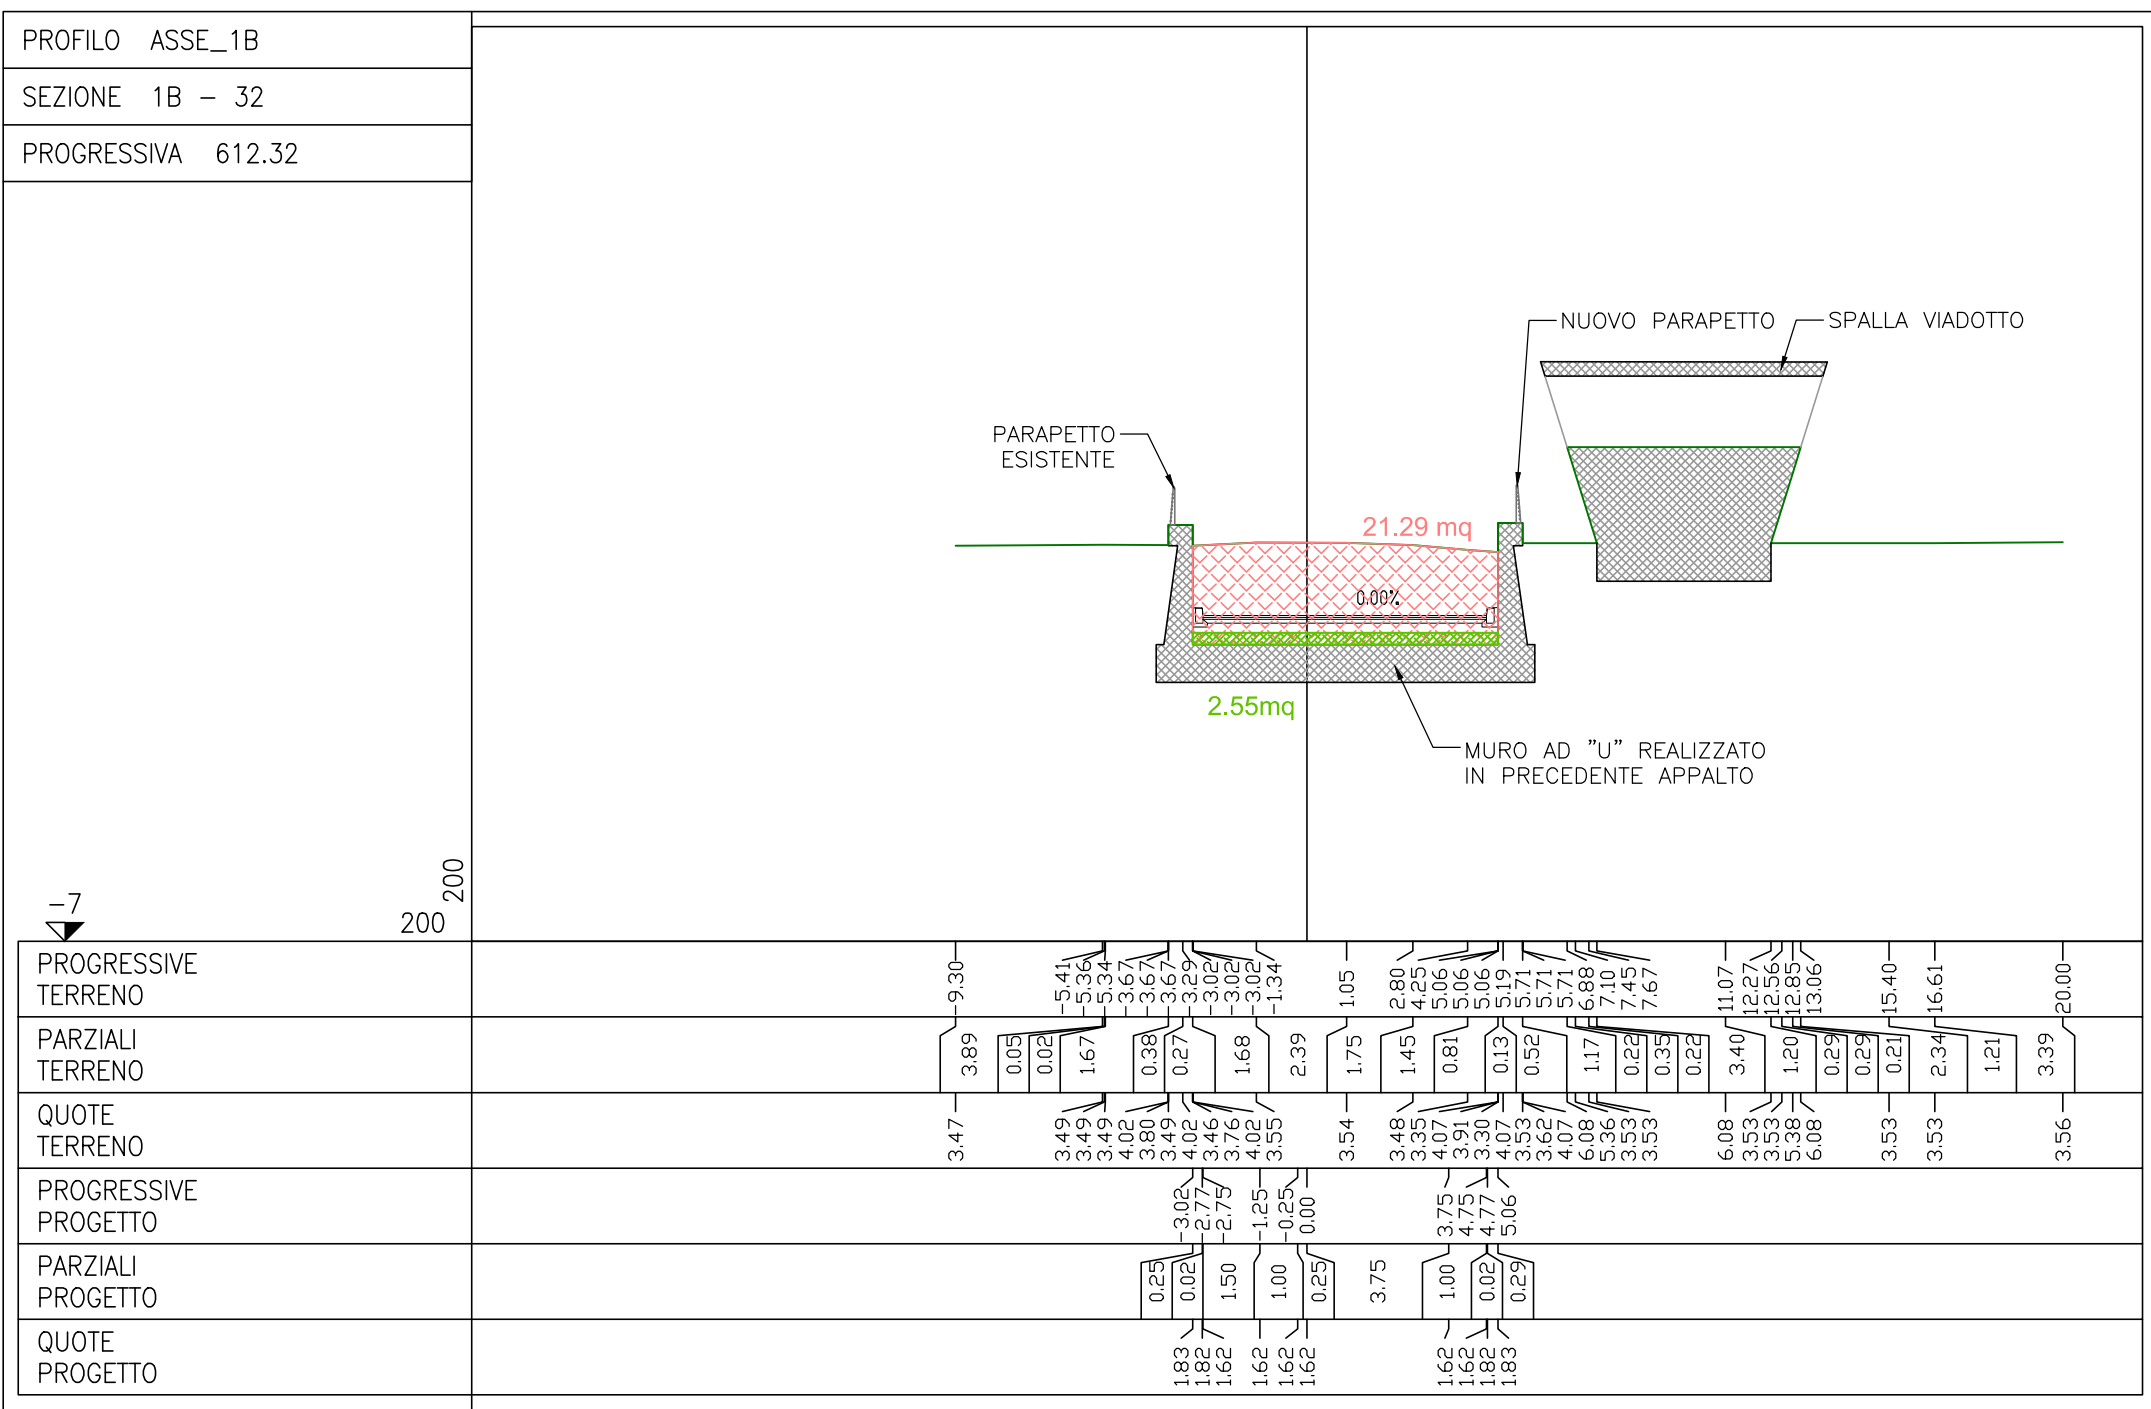 PROFILO ASSE_1B
SEZIONE 1B - 32
PROGRESSIVA 612.32
NUOVO PARAPETTO
SPALLA VIADOTTO
PARAPETTO
ESISTENTE
21.29 mq
0.00%
2.55mq
MURO AD "U" REALIZZATO
IN PRECEDENTE APPALTO
-7
200
200
PROGRESSIVE
TERRENO
-9.30 -5.41 -5.36 -5.34 -3.67 -3.67 -3.67 -3.29 -3.02 -3.02 -3.02 -1.34 1.05 2.80 4.25 5.06 5.06 5.06 5.19 5.71 5.71 5.71 6.88 7.10 7.45 7.67 11.07 12.27 12.56 12.85 13.06 15.40 16.61 20.00
PARZIALI
TERRENO
3.89 0.05 0.02 1.67 0.38 0.27 1.68 2.39 1.75 1.45 0.81 0.13 0.52 1.17 0.22 0.35 0.22 3.40 1.20 0.29 0.29 0.21 2.34 1.21 3.39
QUOTE
TERRENO
3.47 3.49 3.49 3.49 4.02 3.80 3.49 4.02 3.46 3.76 4.02 3.55 3.54 3.48 3.35 4.07 3.91 3.30 4.07 3.53 3.62 4.07 6.08 5.36 3.53 3.53 6.08 3.53 3.53 5.38 6.08 3.53 3.53 3.56
PROGRESSIVE
PROGETTO
-3.02 -2.77 -2.75 -1.25 -0.25 0.00 3.75 4.75 4.77 5.06
PARZIALI
PROGETTO
0.25 0.02 1.50 1.00 0.25 3.75 1.00 0.02 0.29
QUOTE
PROGETTO
1.83 1.82 1.62 1.62 1.62 1.62 1.62 1.62 1.82 1.83